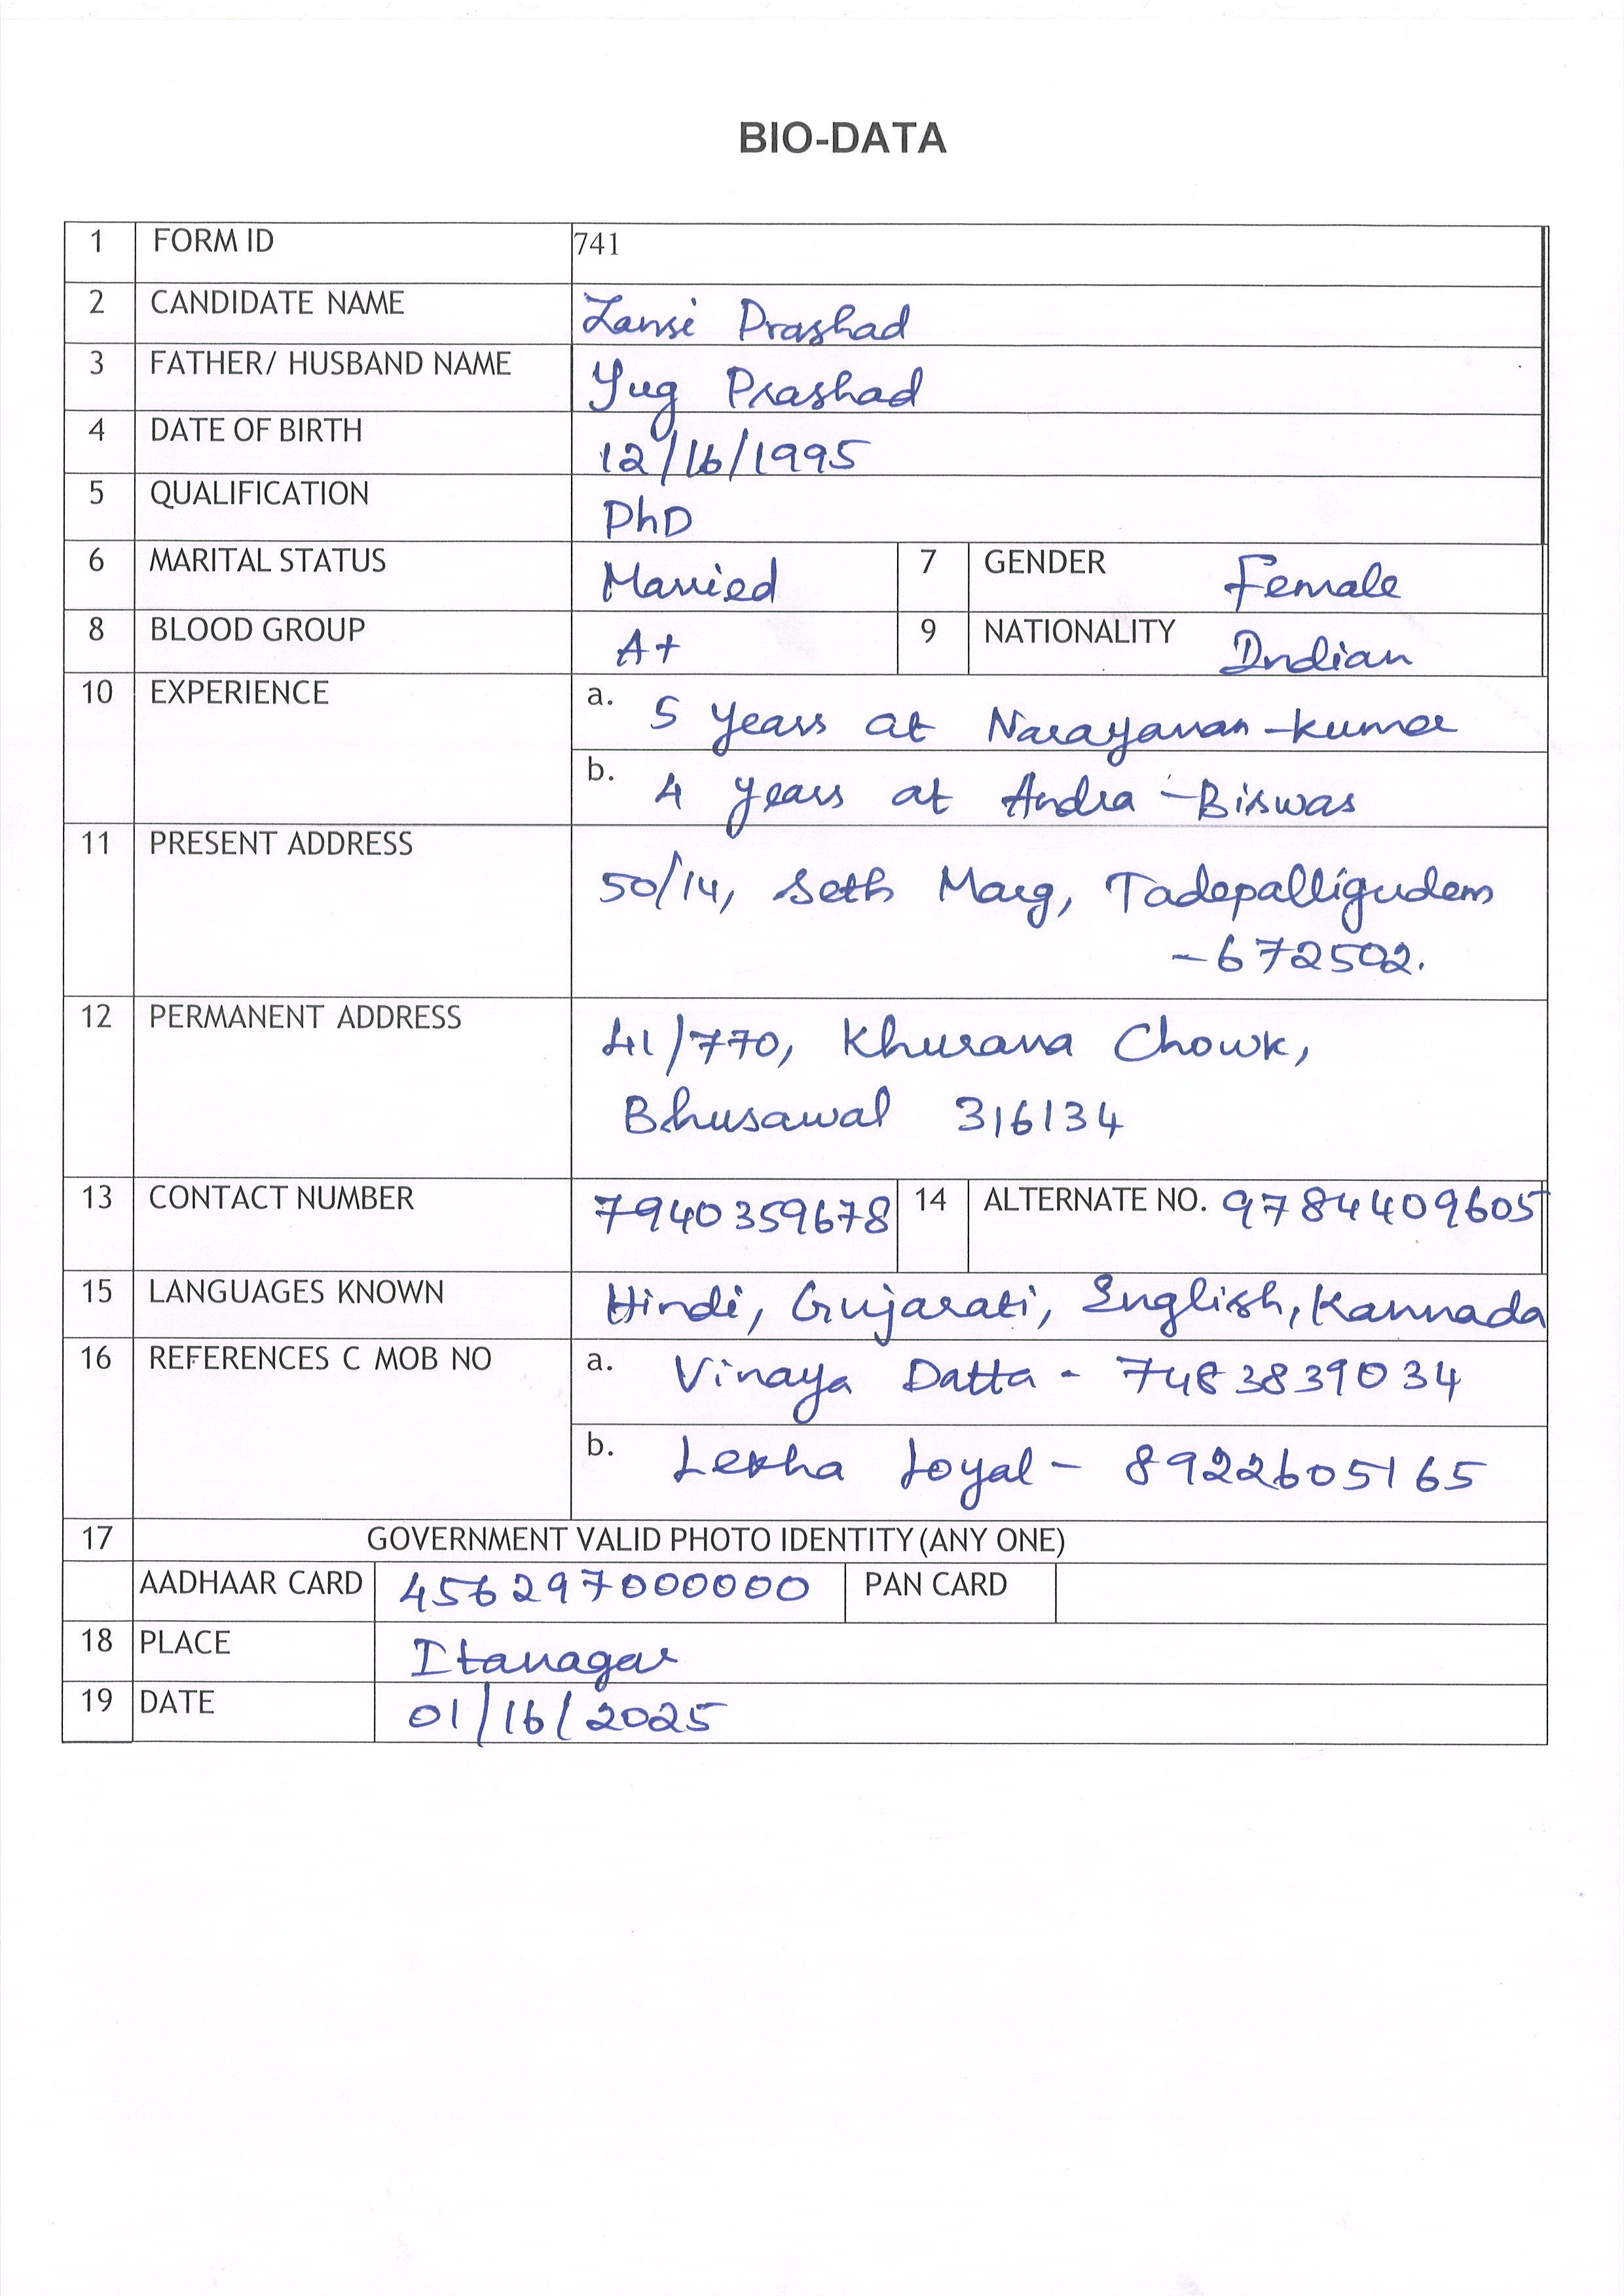 BIO-DATA
1 FORM ID 741
2 CANDIDATE NAME Zansi Prashad
3 FATHER/ HUSBAND NAME Yug Prashad
4 DATE OF BIRTH 12/16/1995
5 QUALIFICATION PhD
6 MARITAL STATUS Married 7 GENDER Female
8 BLOOD GROUP A+ 9 NATIONALITY Indian
10 EXPERIENCE a. 5 years at Narayanan-kumar
b. 4 years at Andra-Biswas
11 PRESENT ADDRESS 50/14, Seth Marg, Tadepalligudem
-672502.
12 PERMANENT ADDRESS 41/770, Khurana Chowk,
Bhusawal 316134
13 CONTACT NUMBER 7940359678 14 ALTERNATE NO. 9784409605
15 LANGUAGES KNOWN Hindi, Gujarati, English, Kannada
16 REFERENCES C MOB NO a. Vinaya Datta - 7483839034
b. Lekha Loyal - 8922605165
17 GOVERNMENT VALID PHOTO IDENTITY (ANY ONE)
AADHAAR CARD 456297000000 PAN CARD
18 PLACE Itanagar
19 DATE 01/16/2025